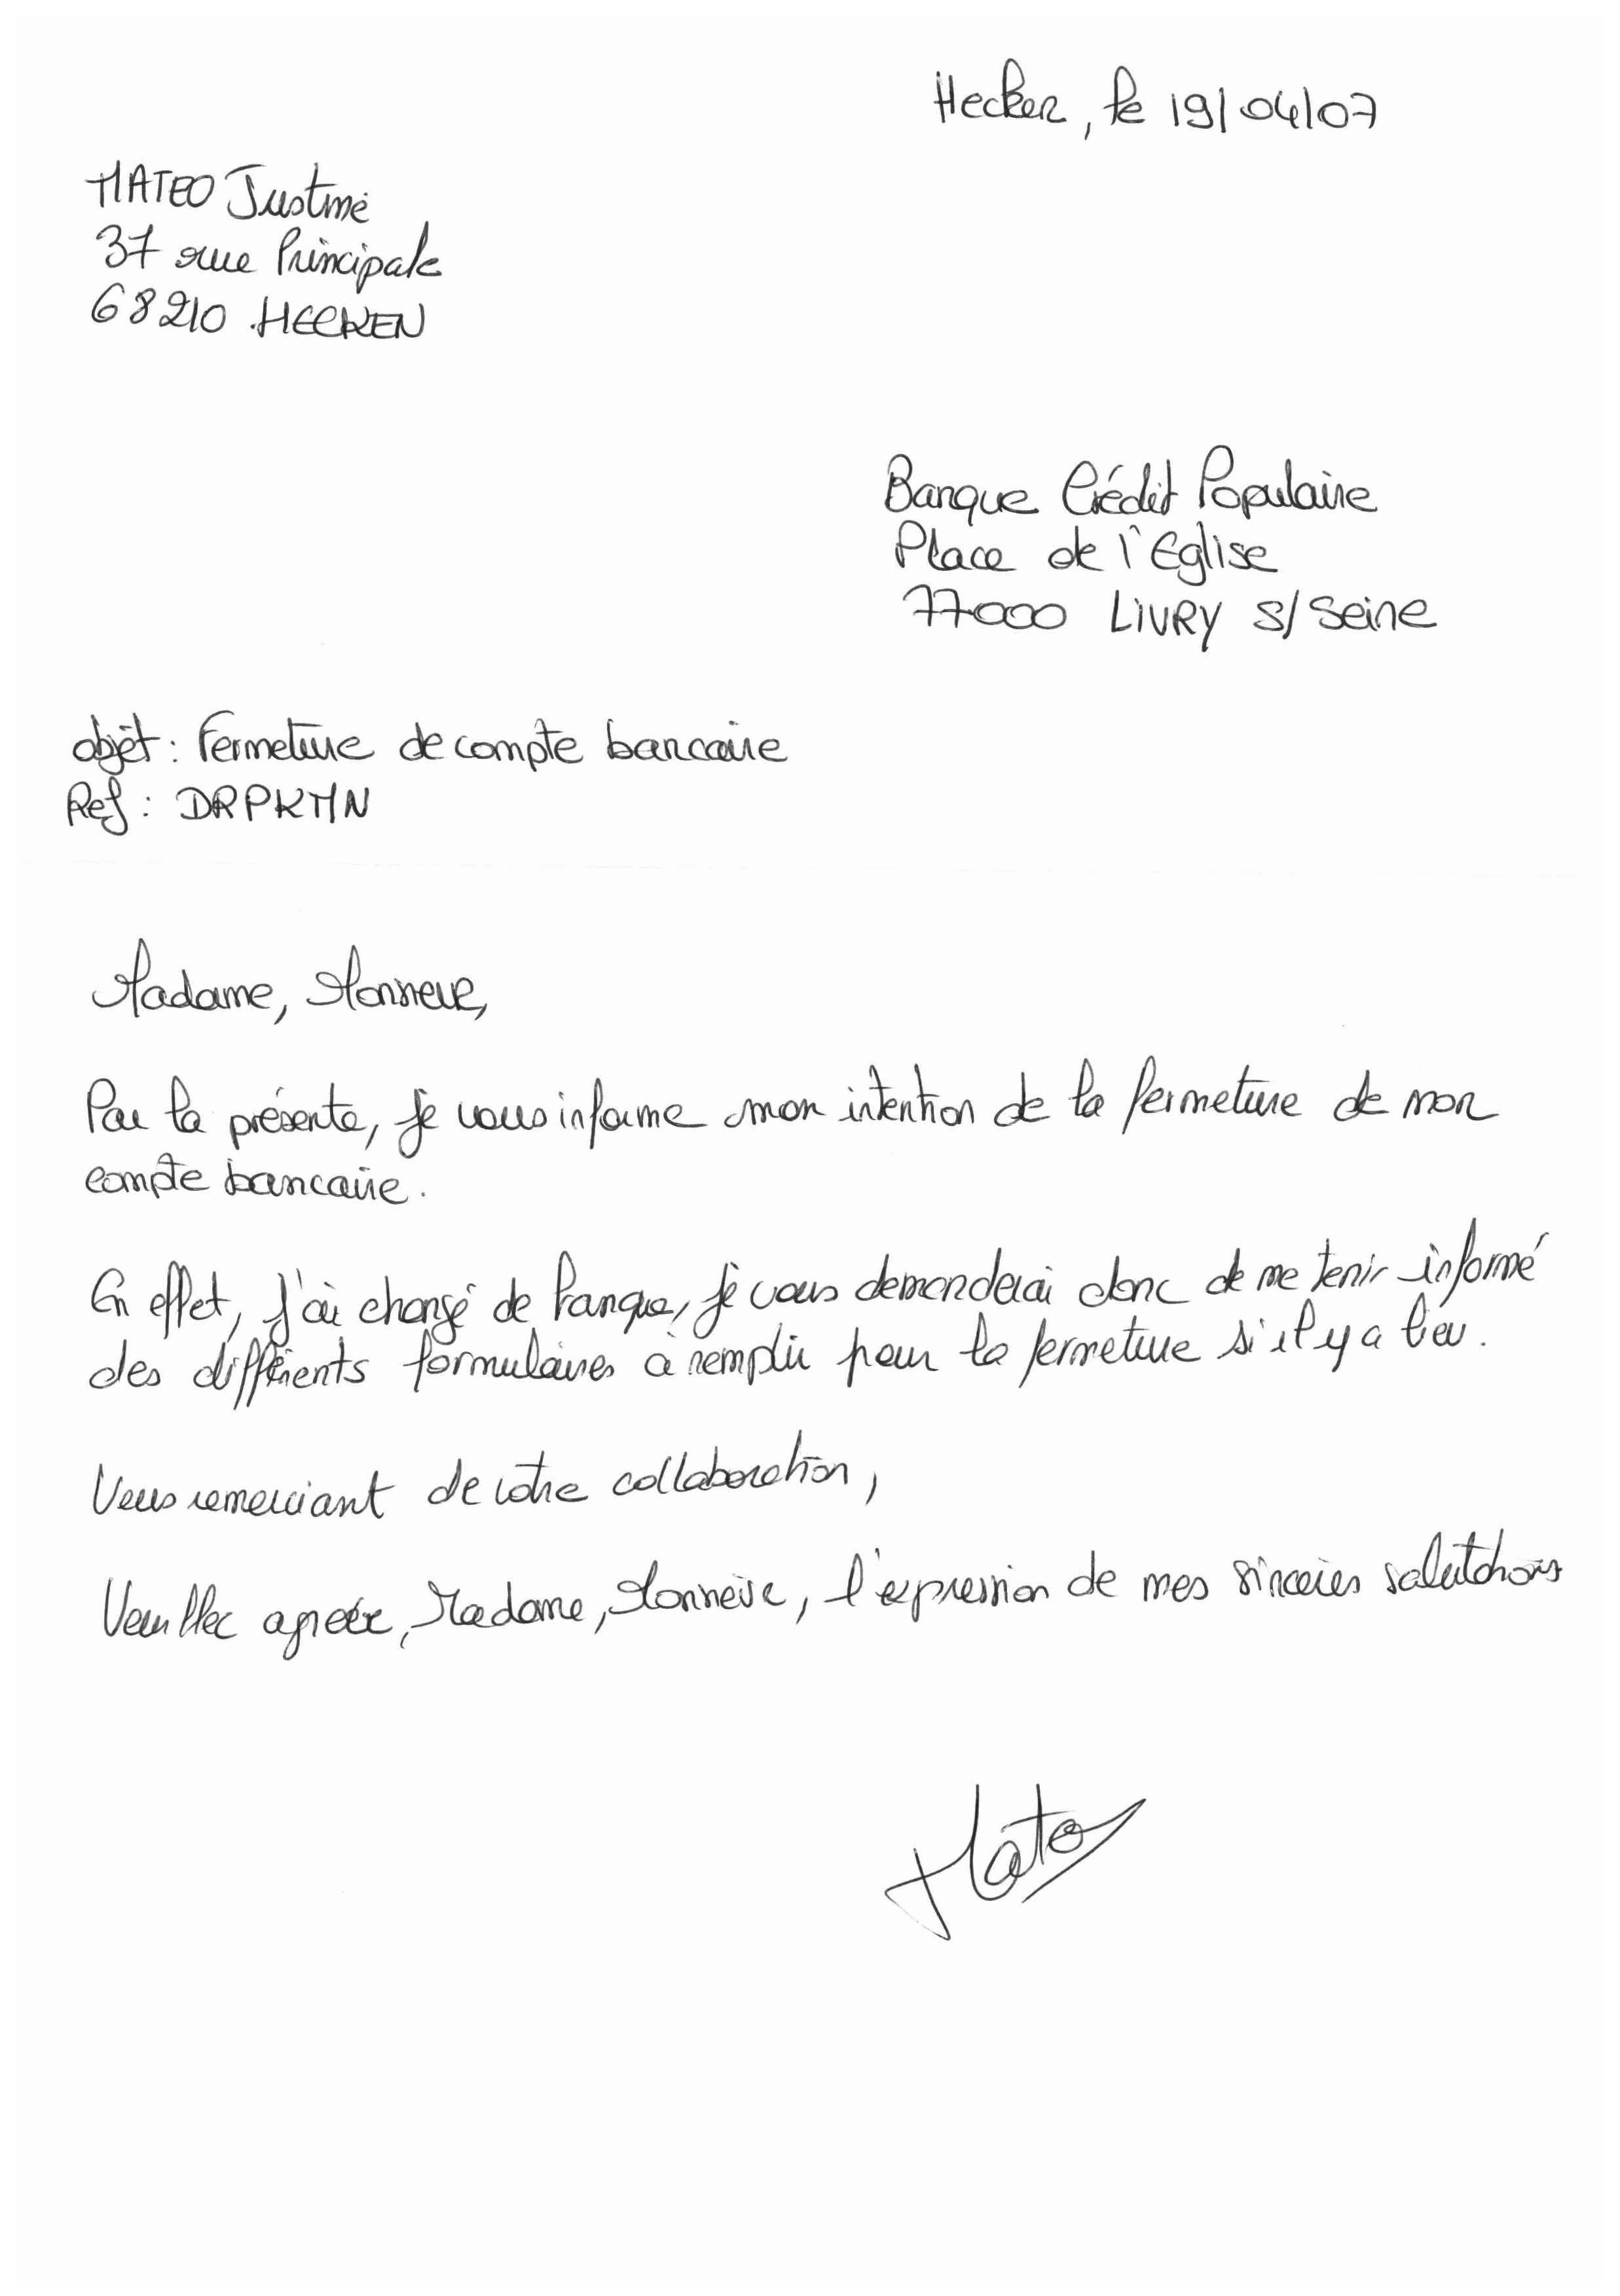 Hecken, le 19/04/07
MATEO Justine
37 rue Principale
68210 HECKEN
Banque Crédit Populaire
Place de l'Eglise
77000 LIVRY S/ Seine
objet : Fermeture de compte bancaire
Ref : DRPKMN
Madame, Monsieur,
Par la présente, je vous informe mon intention de la fermeture de mon
compte bancaire.
En effet, j'ai changé de banque, je vous demanderai donc de me tenir informé
des différents formulaires à remplir pour la fermeture si il y a lieu.
Vous remerciant de votre collaboration,
Veuillez agréer, Madame, Monsieur, l'expression de mes sincères salutations
Mateo